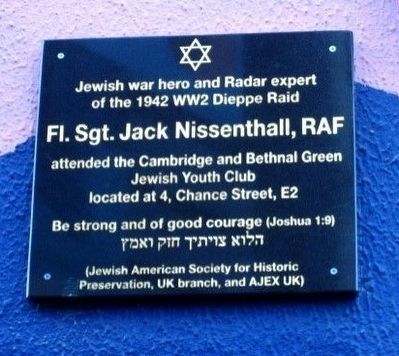 Jewish war hero and Radar expert
of the 1942 WW2 Dieppe Raid
Fl. Sgt. Jack Nissenthall, RAF
attended the Cambridge and Bethnal Green
Jewish Youth Club
located at 4, Chance Street, E2
Be strong and of good courage (Joshua 1:9)
הלוא צויתיך חזק ואמץ
(Jewish American Society for Historic
Preservation, UK branch, and AJEX UK)